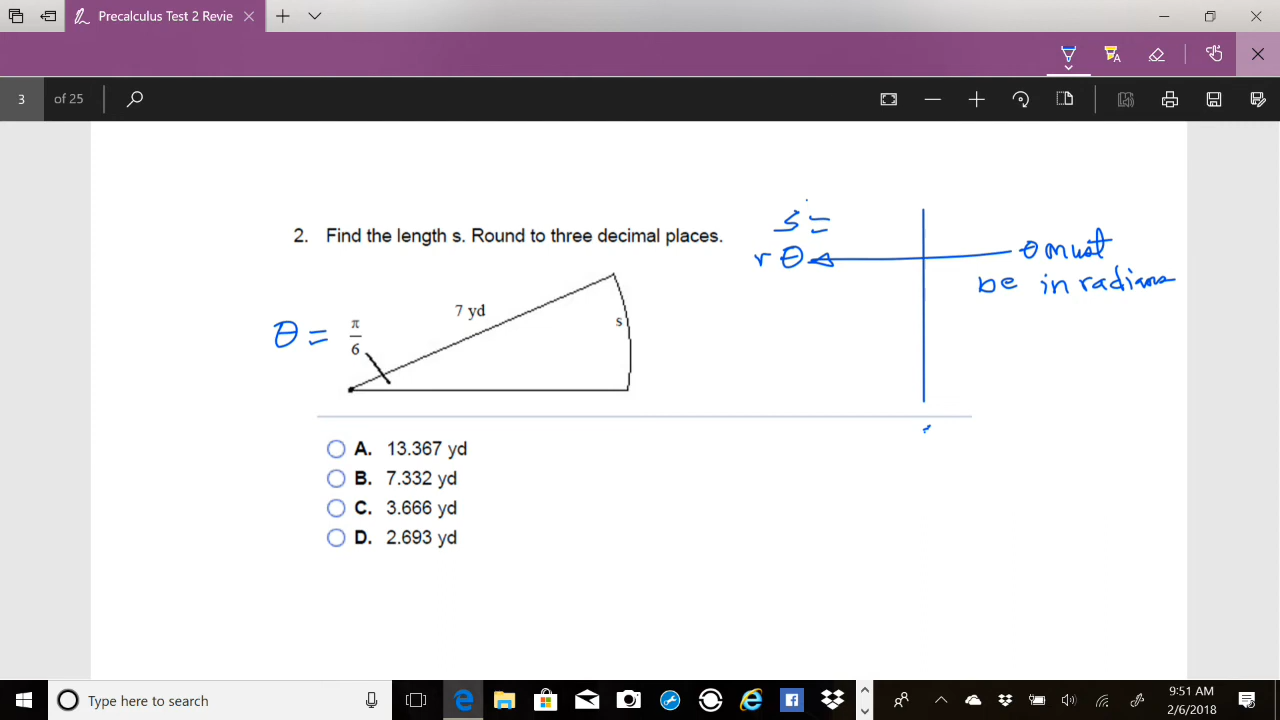 Precalculus Test 2 Revie
3 of 25
2. Find the length s. Round to three decimal places.
s =
r θ
θ must
be in radians
7 yd
s
θ = π/6
A. 13.367 yd
B. 7.332 yd
C. 3.666 yd
D. 2.693 yd
Type here to search
9:51 AM
2/6/2018